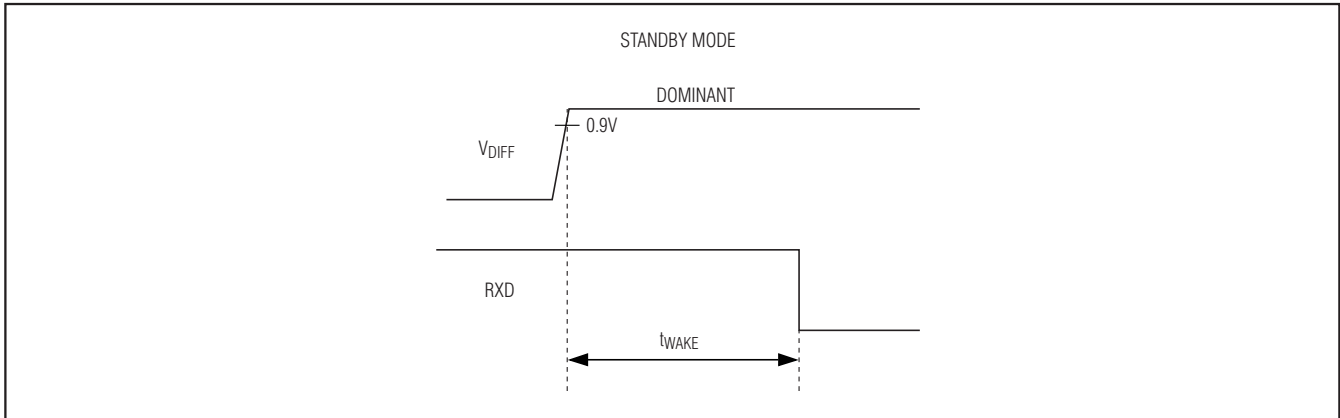 STANDBY MODE
DOMINANT
0.9V
VDIFF
RXD
tWAKE